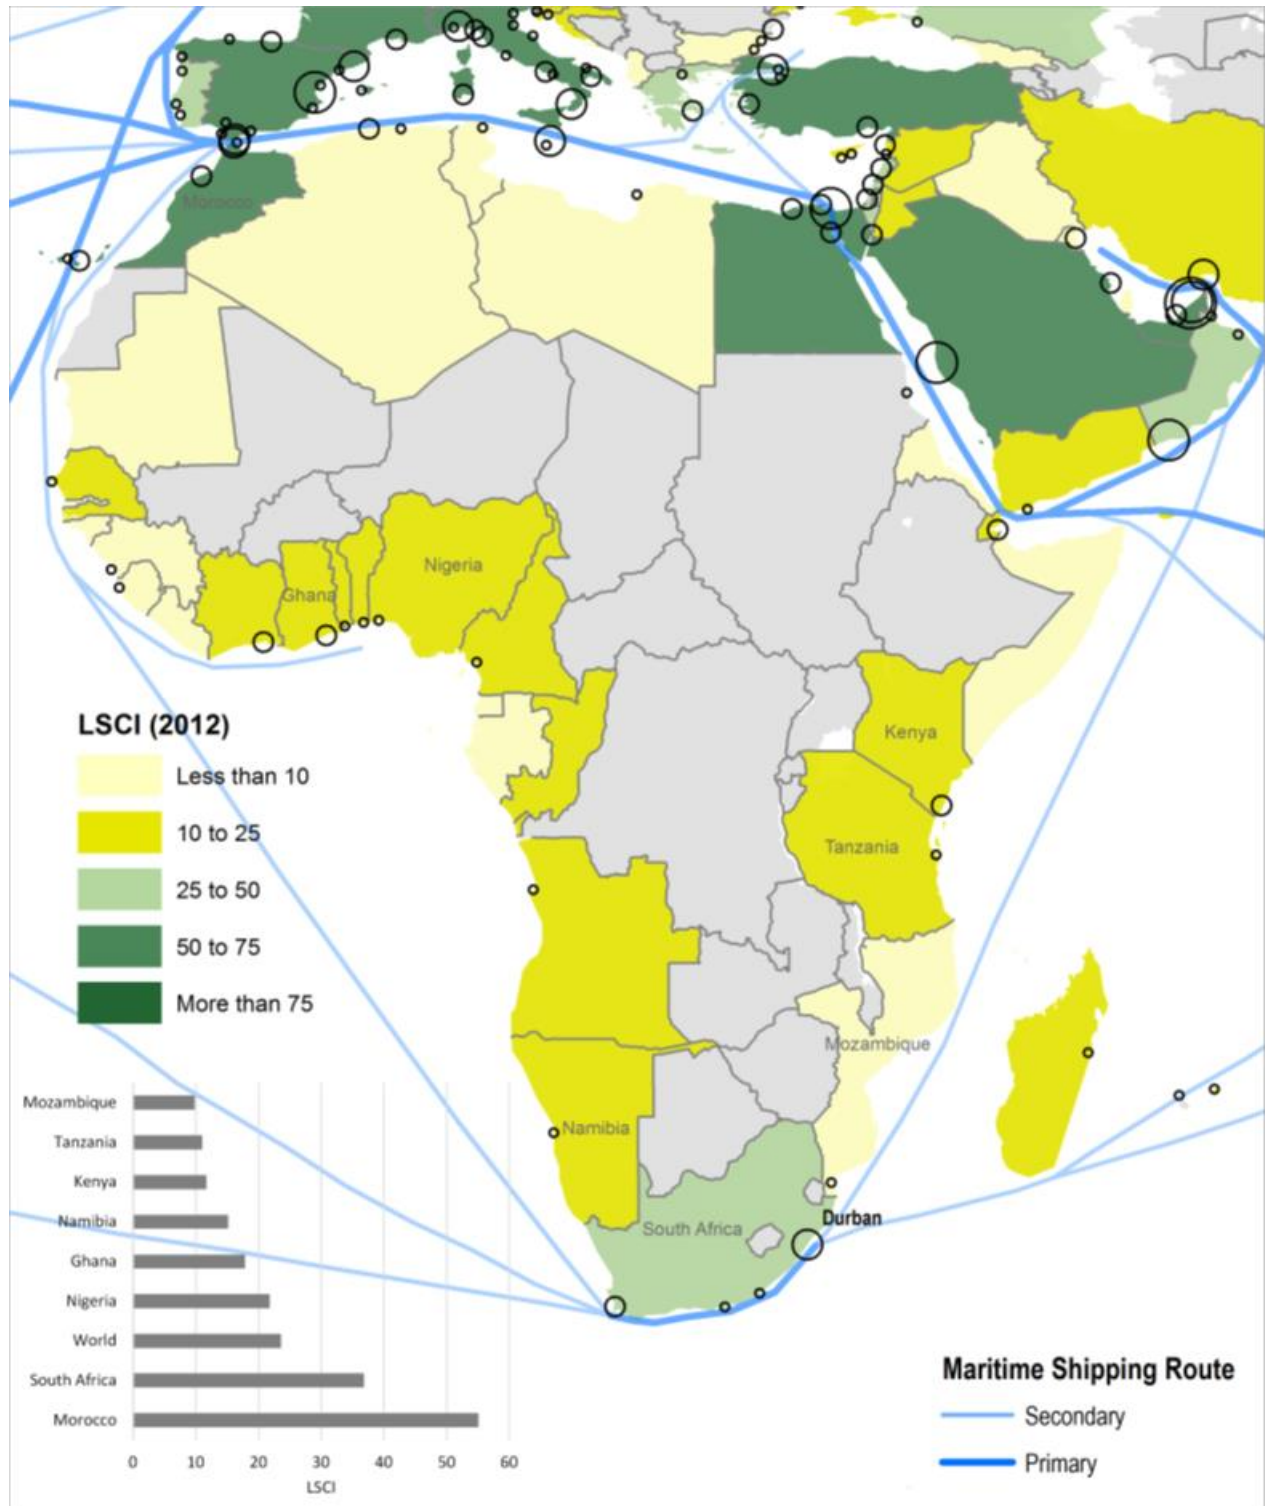 Morocco
Nigeria
Ghana
Kenya
Tanzania
Mozambique
Namibia
South Africa
Durban
LSCI (2012)
Less than 10
10 to 25
25 to 50
50 to 75
More than 75
Mozambique
Tanzania
Kenya
Namibia
Ghana
Nigeria
World
South Africa
Morocco
0 10 20 30 40 50 60
LSCI
Maritime Shipping Route
Secondary
Primary